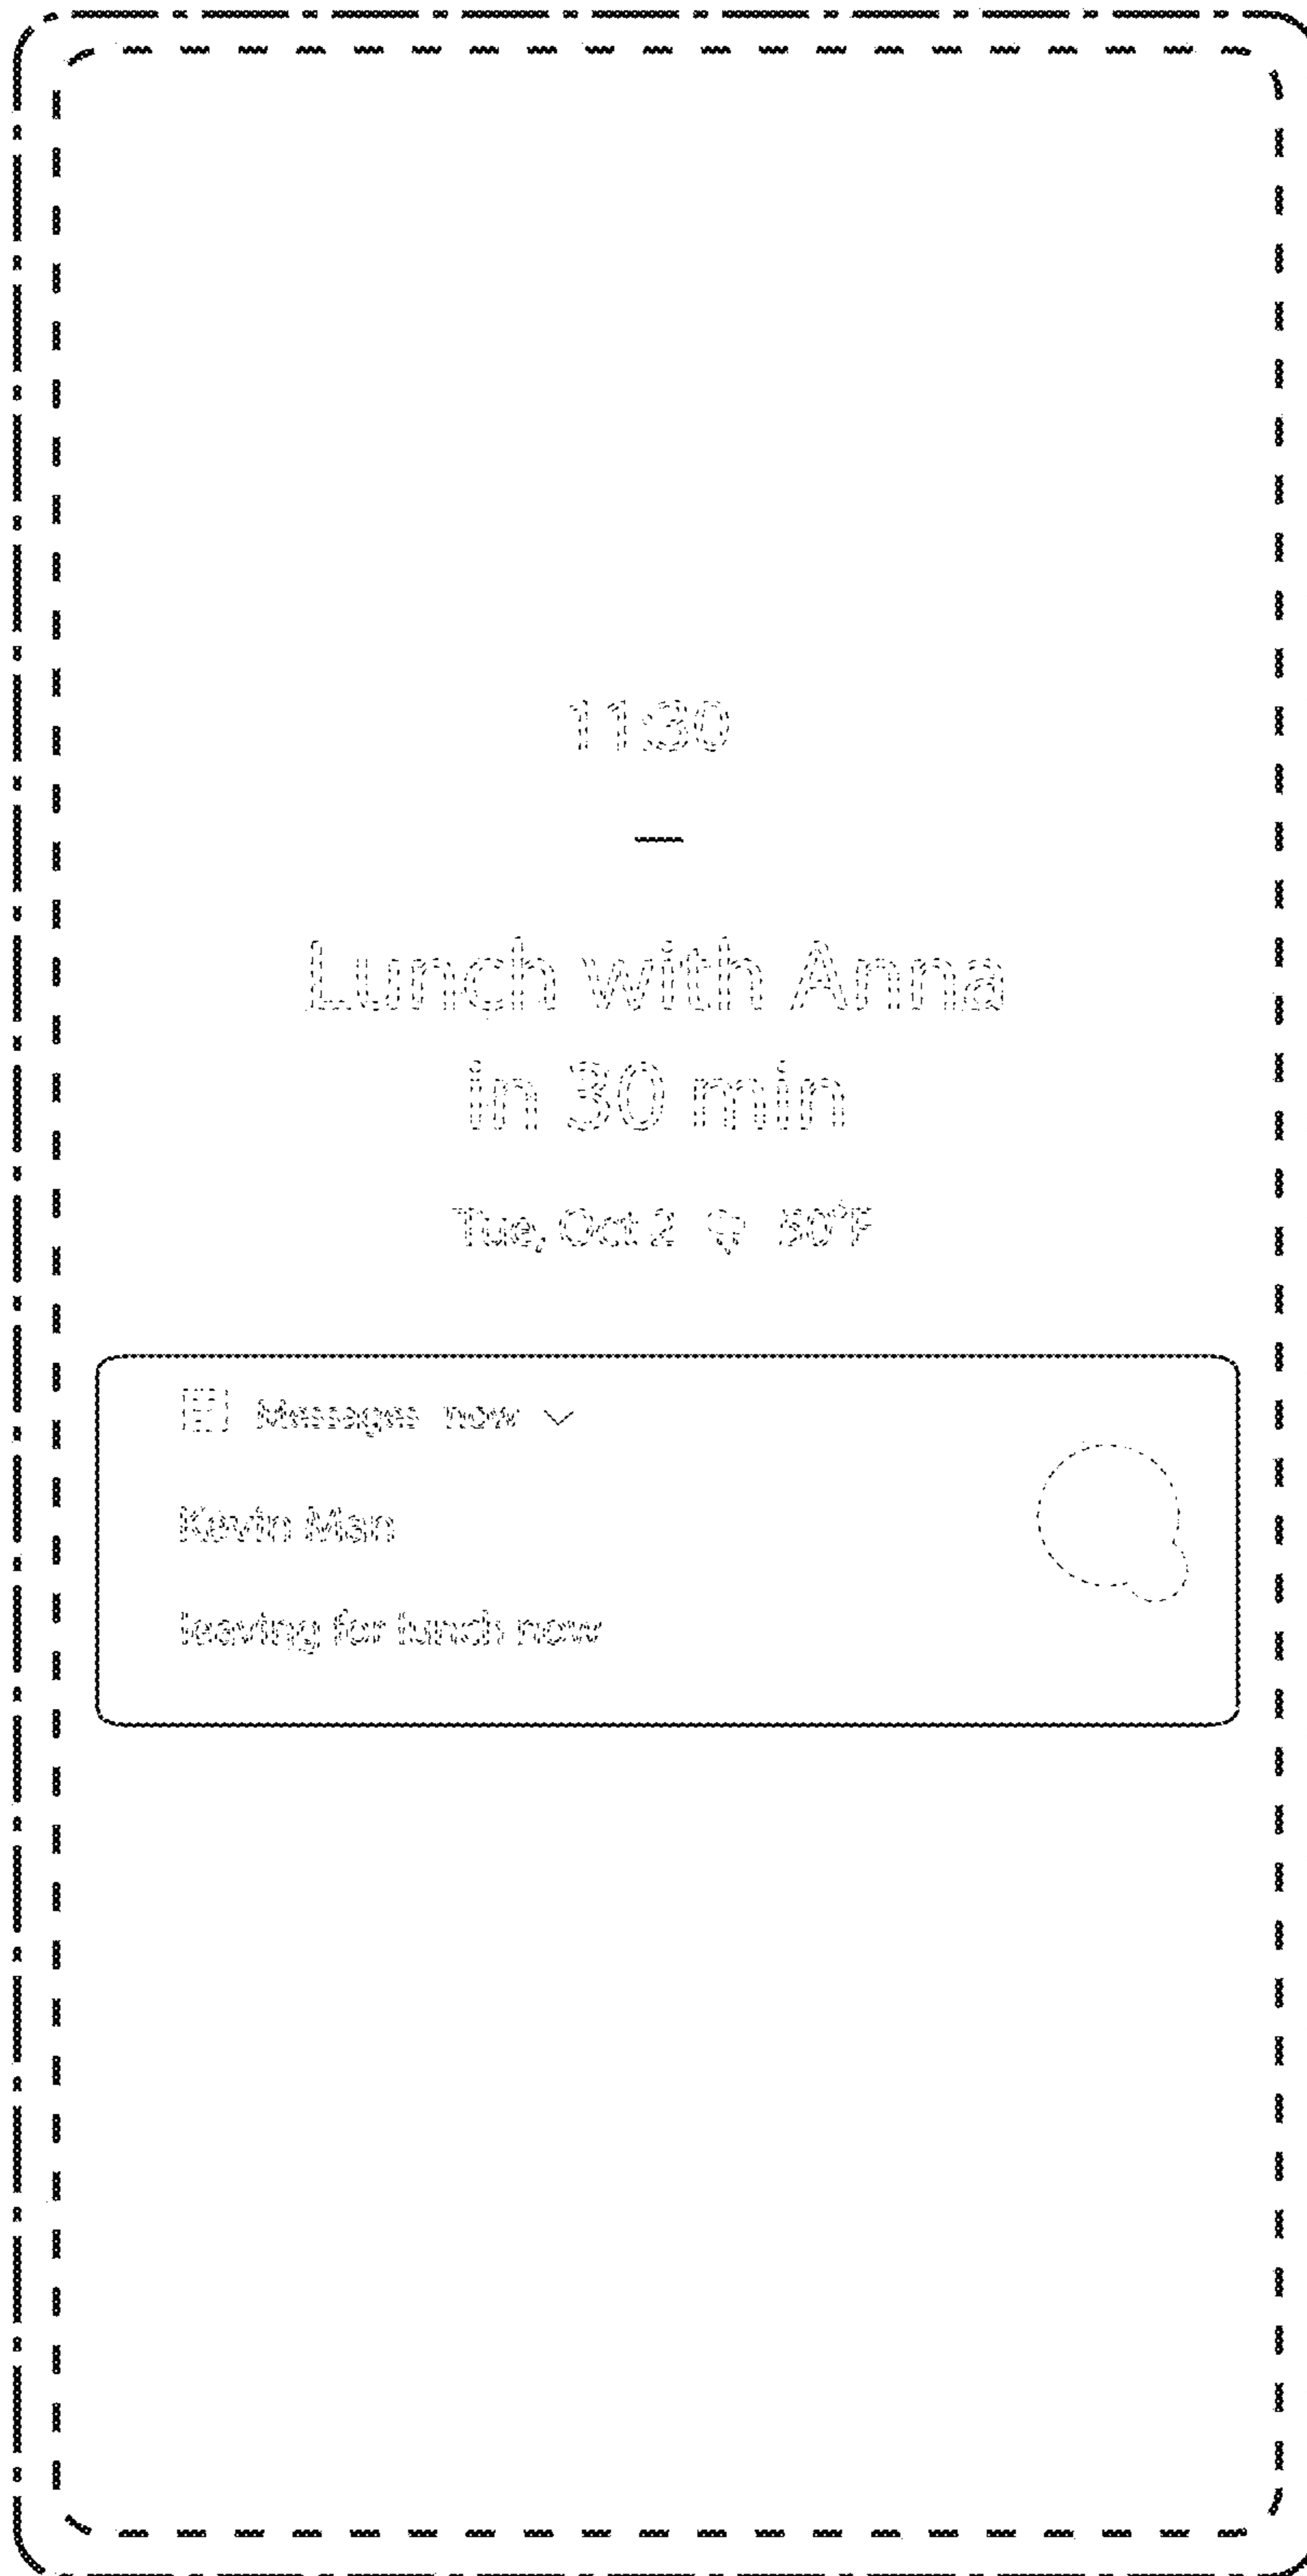 11:30
Lunch with Anna
in 30 min
Tue, Oct 2 50°F
Messages now
Kevin Man
leaving for lunch now